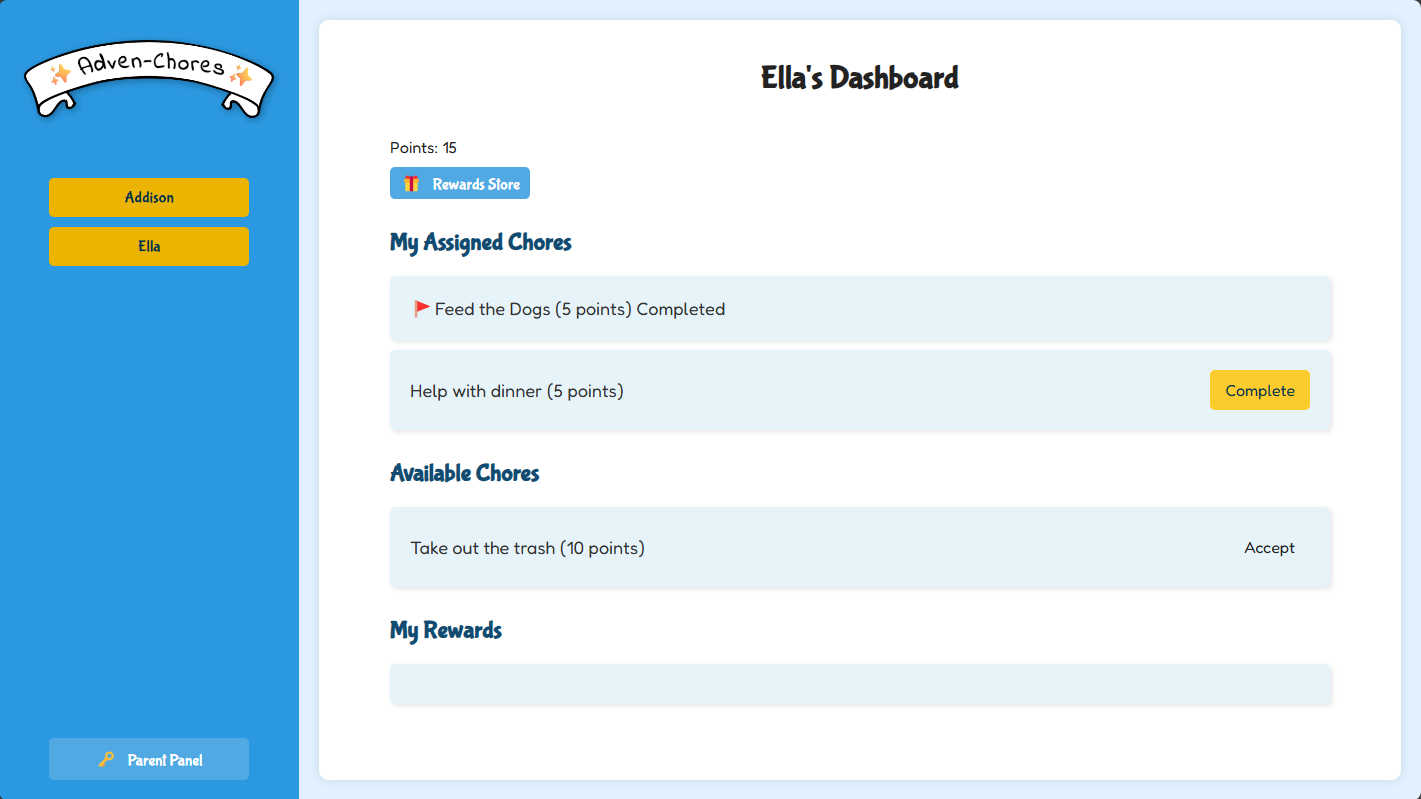 Adven-Chores
Addison
Ella
Parent Panel
Ella's Dashboard
Points: 15
Rewards Store
My Assigned Chores
Feed the Dogs (5 points) Completed
Help with dinner (5 points)
Complete
Available Chores
Take out the trash (10 points)
Accept
My Rewards